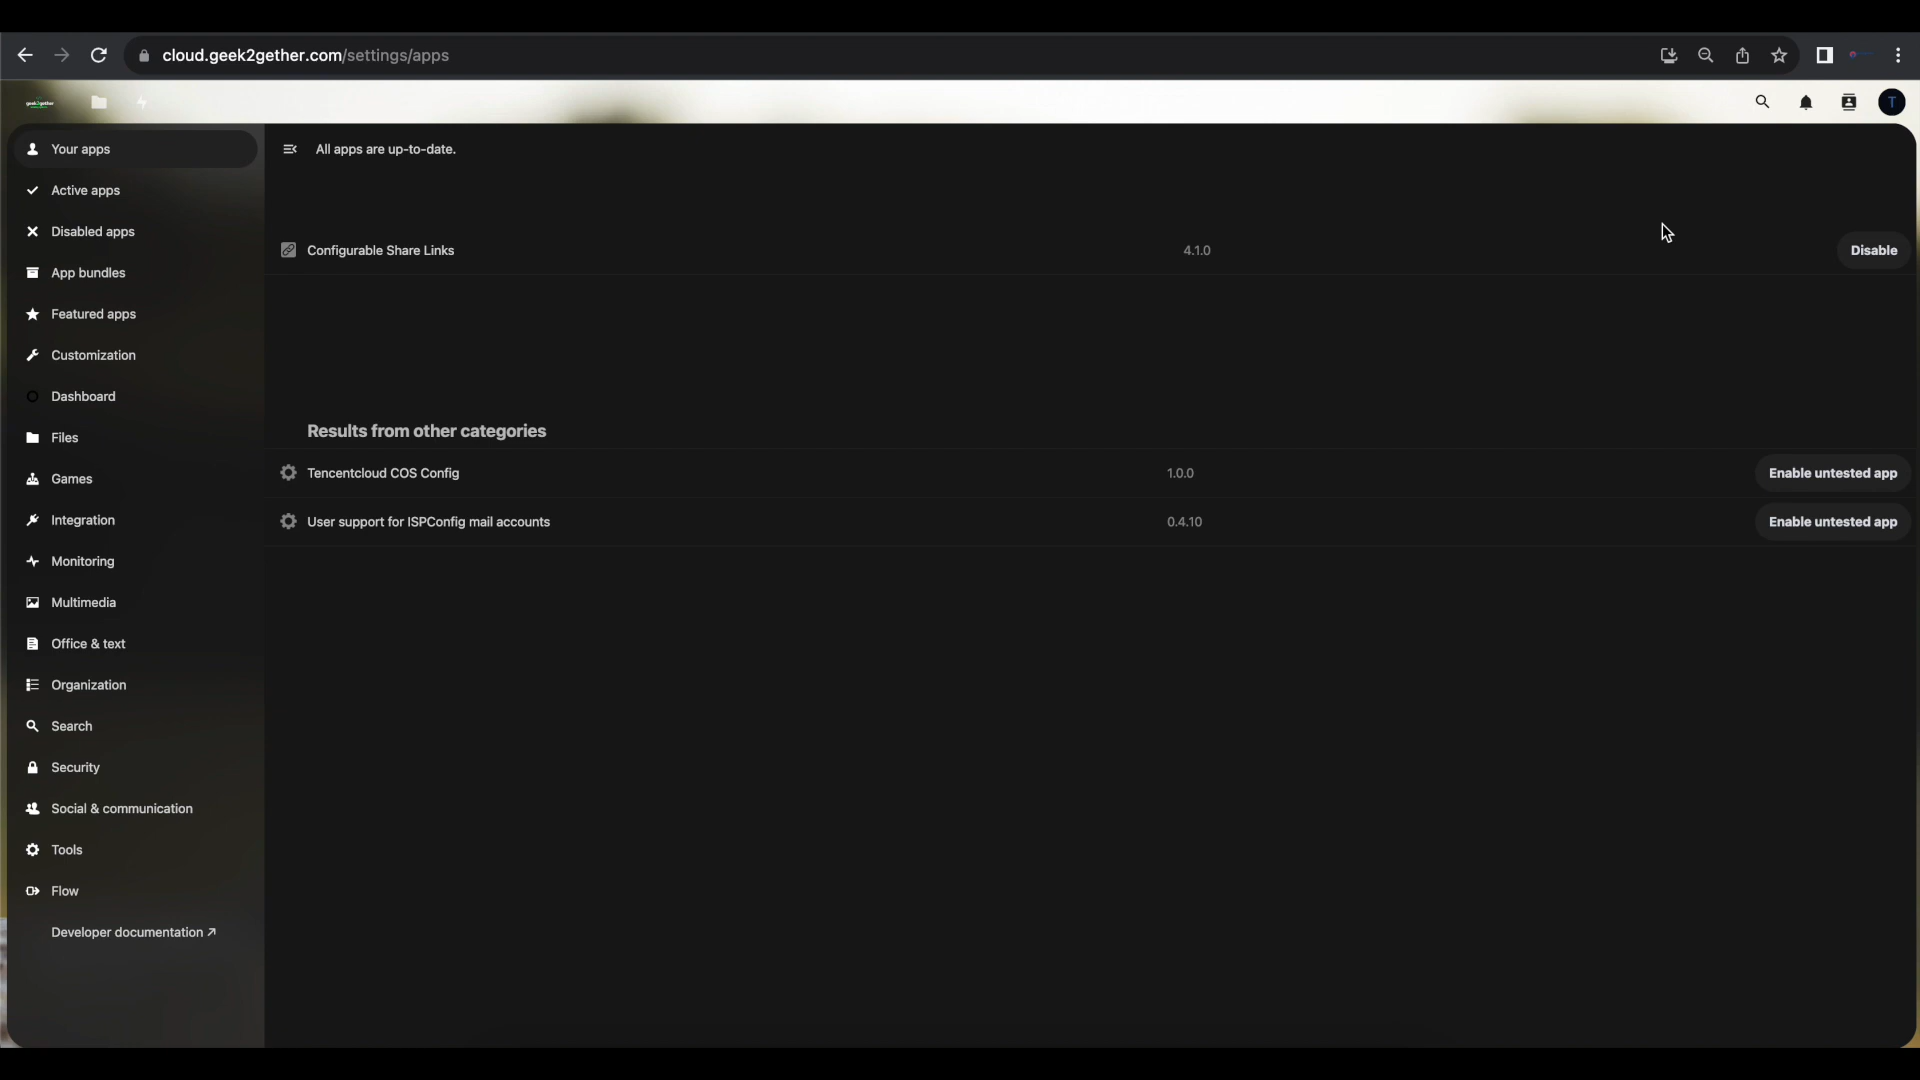 cloud.geek2gether.com/settings/apps
geek2gether
T
Your apps
Active apps
Disabled apps
App bundles
Featured apps
Customization
Dashboard
Files
Games
Integration
Monitoring
Multimedia
Office & text
Organization
Search
Security
Social & communication
Tools
Flow
Developer documentation ↗
All apps are up-to-date.
Configurable Share Links 4.1.0 Disable
Results from other categories
Tencentcloud COS Config 1.0.0 Enable untested app
User support for ISPConfig mail accounts 0.4.10 Enable untested app